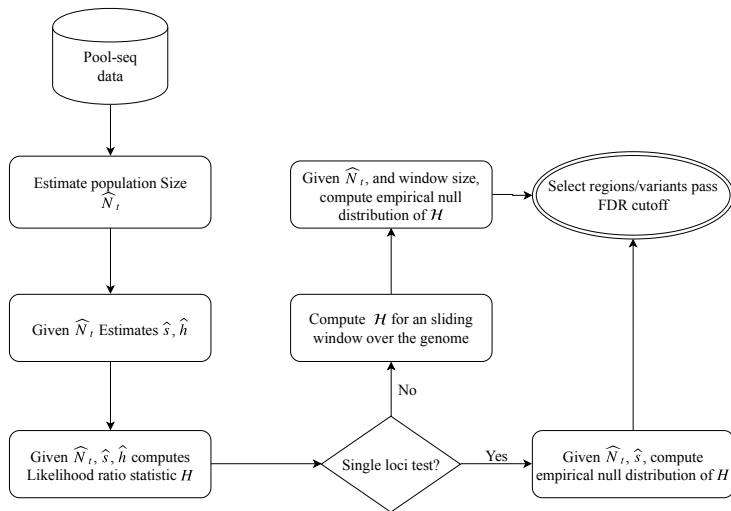 Pool-seq
data
Estimate population Size
N̂ₜ
Given N̂ₜ Estimates ŝ, ĥ
Given N̂ₜ, ŝ, ĥ computes
Likelihood ratio statistic H
Single loci test?
No
Compute ℋ for an sliding
window over the genome
Given N̂ₜ, and window size,
compute empirical null
distribution of ℋ
Yes
Given N̂ₜ, ŝ, compute
empirical null distribution of H
Select regions/variants pass
FDR cutoff